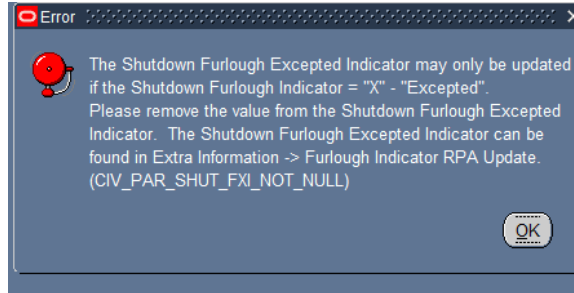 Error
The Shutdown Furlough Excepted Indicator may only be updated
if the Shutdown Furlough Indicator = "X" - "Excepted".
Please remove the value from the Shutdown Furlough Excepted
Indicator.  The Shutdown Furlough Excepted Indicator can be
found in Extra Information -> Furlough Indicator RPA Update.
(CIV_PAR_SHUT_FXI_NOT_NULL)
OK